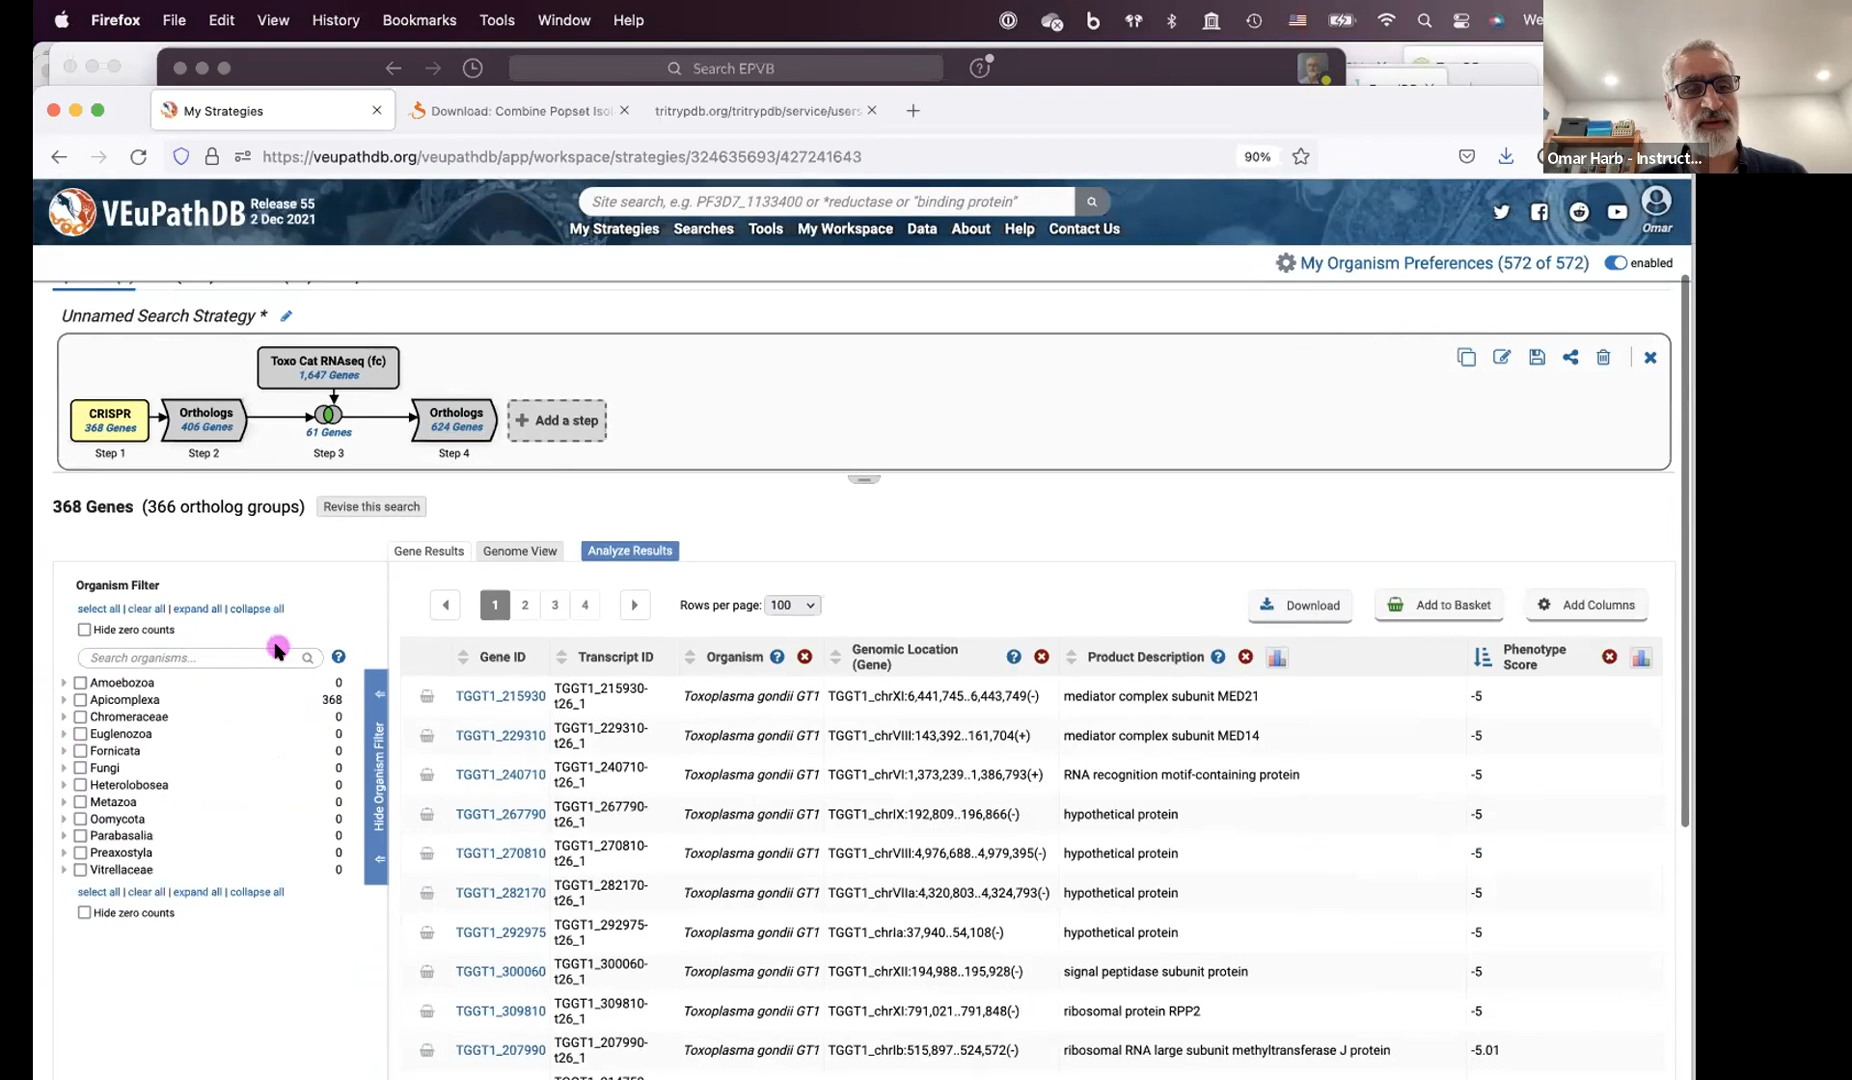 Firefox File Edit View History Bookmarks Tools Window Help
We
Search EPVB
My Strategies
Download: Combine Popset Isol
tritrypdb.org/tritrypdb/service/users
https://veupathdb.org/veupathdb/app/workspace/strategies/324635693/427241643
90%
Omar Harb - Instruct...
VEuPathDB
Release 55
2 Dec 2021
Site search, e.g. PF3D7_1133400 or *reductase or "binding protein"
My Strategies Searches Tools My Workspace Data About Help Contact Us
Omar
My Organism Preferences (572 of 572) enabled
Unnamed Search Strategy *
Toxo Cat RNAseq (fc)
1,647 Genes
CRISPR
368 Genes
Step 1
Orthologs
406 Genes
Step 2
61 Genes
Step 3
Orthologs
624 Genes
Step 4
+ Add a step
368 Genes (366 ortholog groups) Revise this search
Gene Results Genome View Analyze Results
Organism Filter
select all | clear all | expand all | collapse all
Hide zero counts
Search organisms...
Amoebozoa 0
Apicomplexa 368
Chromeraceae 0
Euglenozoa 0
Fornicata 0
Fungi 0
Heterolobosea 0
Metazoa 0
Oomycota 0
Parabasalia 0
Preaxostyla 0
Vitrellaceae 0
select all | clear all | expand all | collapse all
Hide zero counts
Hide Organism Filter
1 2 3 4 Rows per page: 100
Download Add to Basket Add Columns
Gene ID Transcript ID Organism Genomic Location (Gene) Product Description Phenotype Score
TGGT1_215930 TGGT1_215930-t26_1 Toxoplasma gondii GT1 TGGT1_chrXI:6,441,745..6,443,749(-) mediator complex subunit MED21 -5
TGGT1_229310 TGGT1_229310-t26_1 Toxoplasma gondii GT1 TGGT1_chrVIII:143,392..161,704(+) mediator complex subunit MED14 -5
TGGT1_240710 TGGT1_240710-t26_1 Toxoplasma gondii GT1 TGGT1_chrVI:1,373,239..1,386,793(+) RNA recognition motif-containing protein -5
TGGT1_267790 TGGT1_267790-t26_1 Toxoplasma gondii GT1 TGGT1_chrIX:192,809..196,866(+) hypothetical protein -5
TGGT1_270810 TGGT1_270810-t26_1 Toxoplasma gondii GT1 TGGT1_chrVIII:4,976,688..4,979,395(-) hypothetical protein -5
TGGT1_282170 TGGT1_282170-t26_1 Toxoplasma gondii GT1 TGGT1_chrVIIa:4,320,803..4,324,793(-) hypothetical protein -5
TGGT1_292975 TGGT1_292975-t26_1 Toxoplasma gondii GT1 TGGT1_chrIa:37,940..54,108(-) hypothetical protein -5
TGGT1_300060 TGGT1_300060-t26_1 Toxoplasma gondii GT1 TGGT1_chrXII:194,988..195,928(-) signal peptidase subunit protein -5
TGGT1_309810 TGGT1_309810-t26_1 Toxoplasma gondii GT1 TGGT1_chrXI:791,021..791,848(-) ribosomal protein RPP2 -5
TGGT1_207990 TGGT1_207990-t26_1 Toxoplasma gondii GT1 TGGT1_chrIb:515,897..524,572(-) ribosomal RNA large subunit methyltransferase J protein -5.01